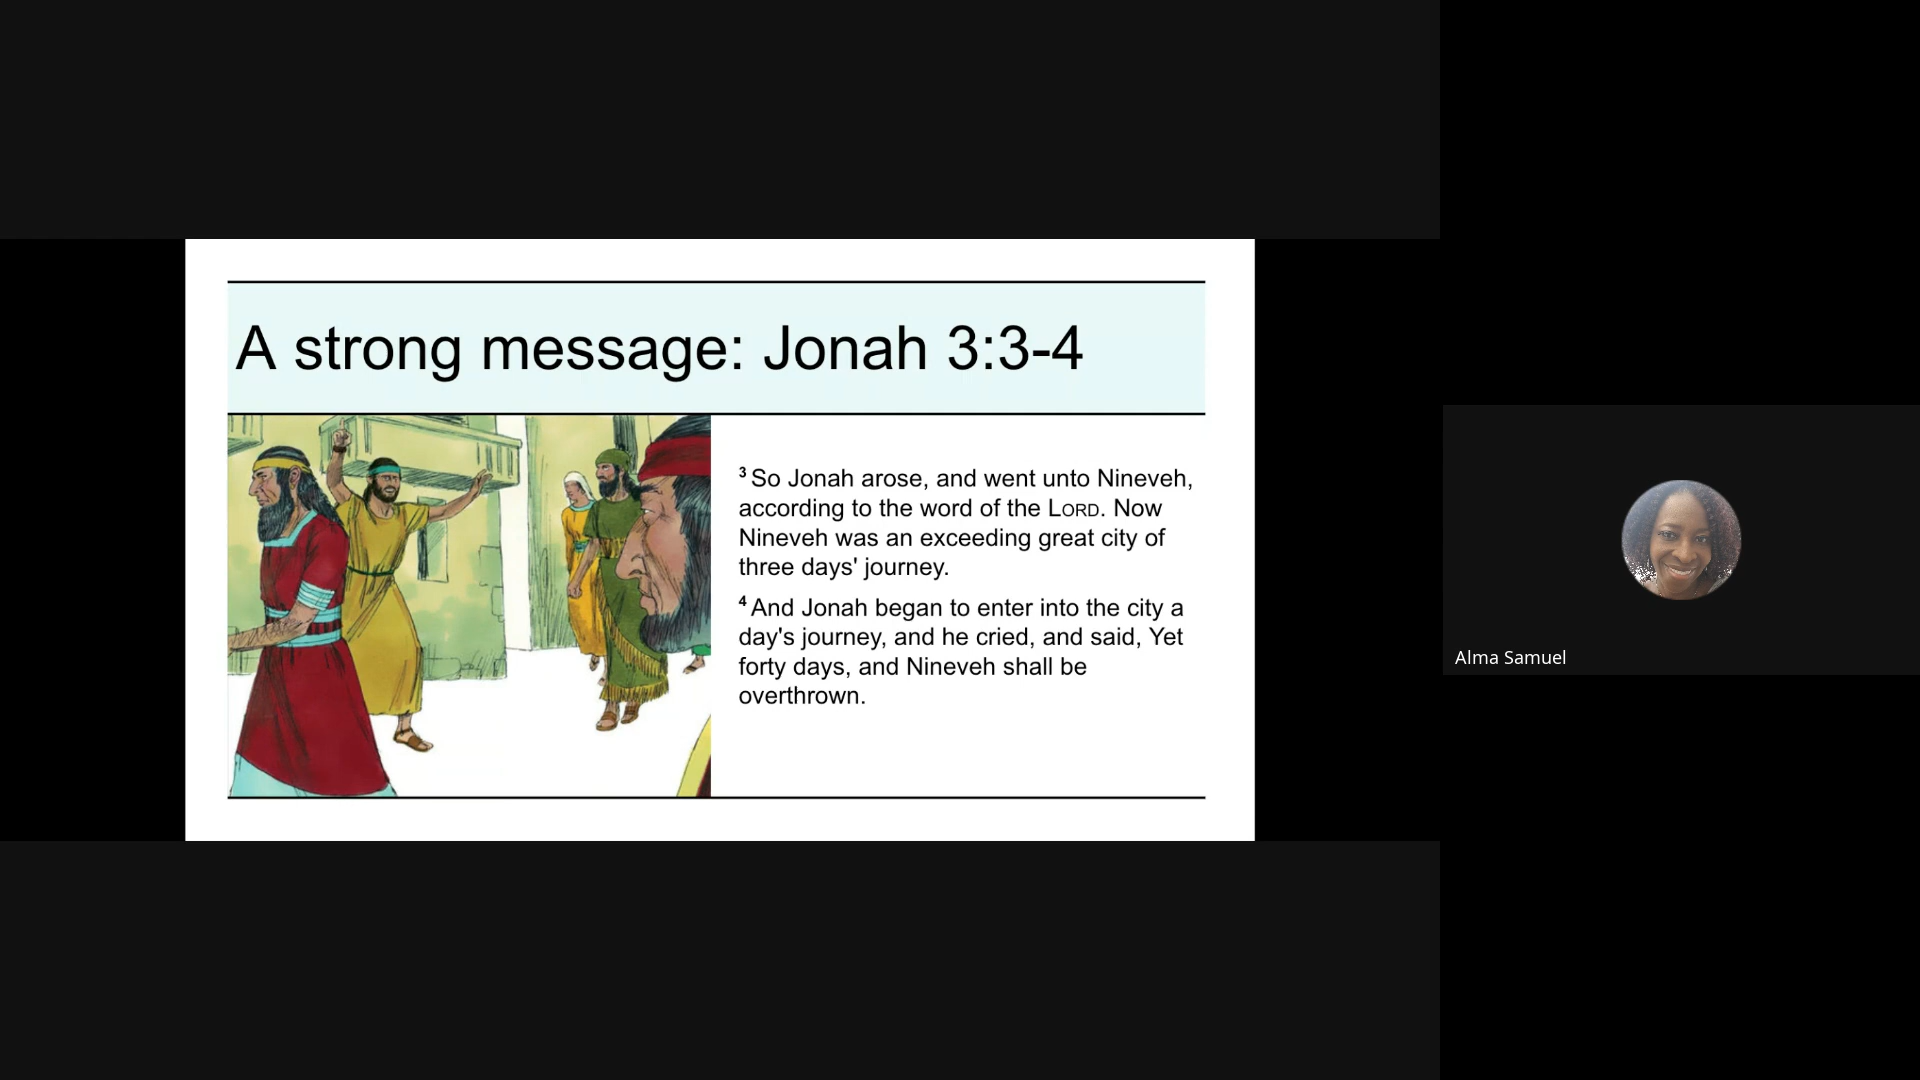 A strong message: Jonah 3:3-4
3 So Jonah arose, and went unto Nineveh,
according to the word of the LORD. Now
Nineveh was an exceeding great city of
three days' journey.
4 And Jonah began to enter into the city a
day's journey, and he cried, and said, Yet
forty days, and Nineveh shall be
overthrown.
Alma Samuel